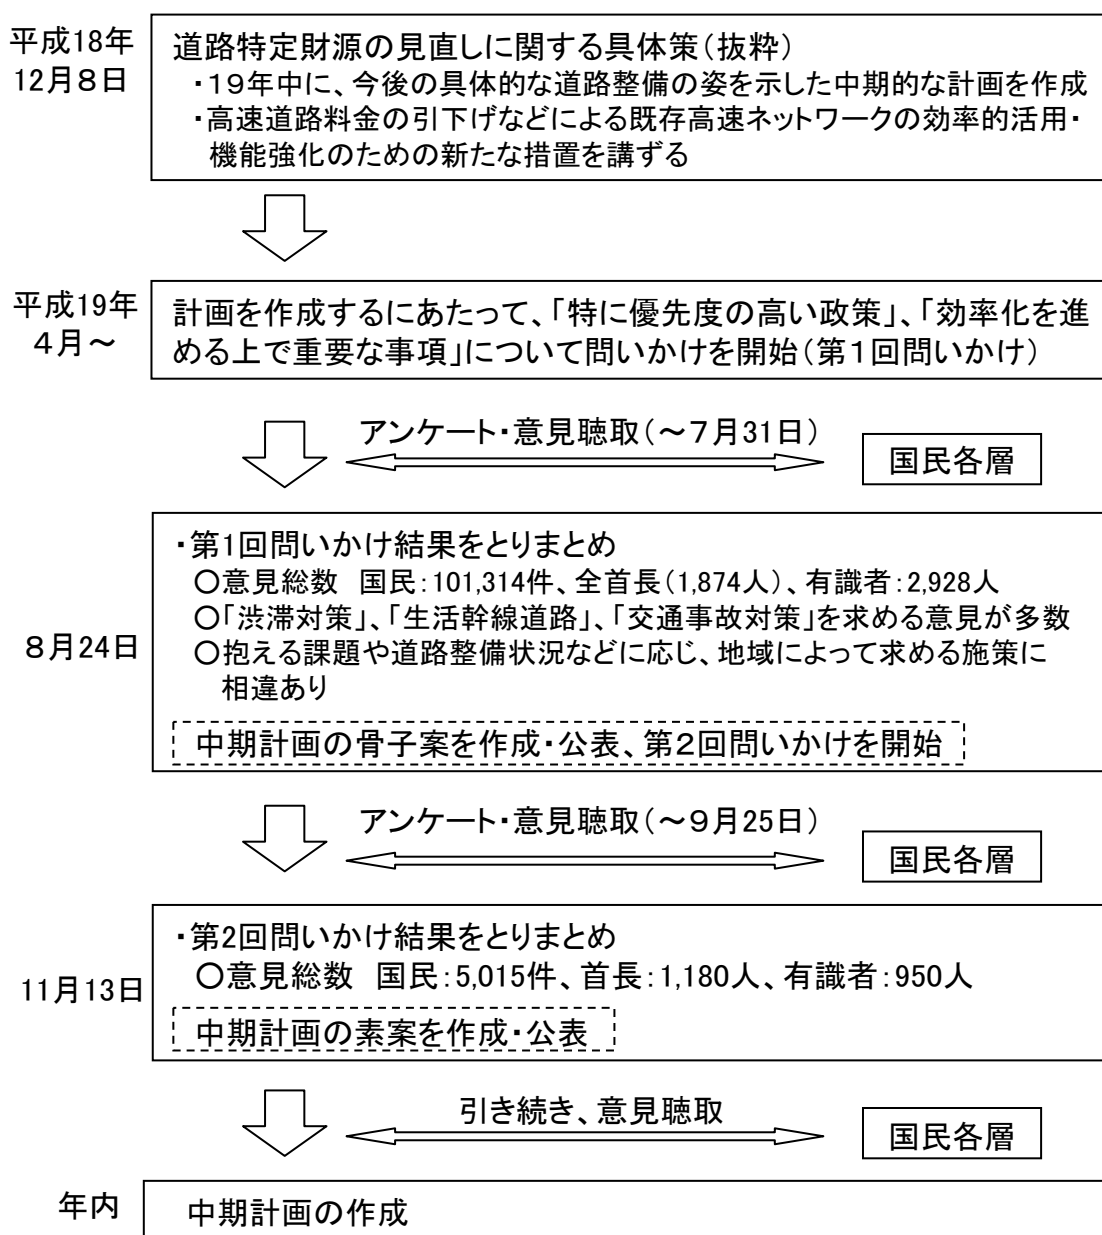 平成18年
12月8日
道路特定財源の見直しに関する具体策(抜粋)
・19年中に、今後の具体的な道路整備の姿を示した中期的な計画を作成
・高速道路料金の引下げなどによる既存高速ネットワークの効率的活用・
機能強化のための新たな措置を講ずる
平成19年
4月~
計画を作成するにあたって、「特に優先度の高い政策」、「効率化を進
める上で重要な事項」について問いかけを開始(第1回問いかけ)
アンケート・意見聴取(~7月31日)
国民各層
8月24日
・第1回問いかけ結果をとりまとめ
○意見総数 国民:101,314件、全首長(1,874人)、有識者:2,928人
○「渋滞対策」、「生活幹線道路」、「交通事故対策」を求める意見が多数
○抱える課題や道路整備状況などに応じ、地域によって求める施策に
相違あり
中期計画の骨子案を作成・公表、第2回問いかけを開始
アンケート・意見聴取(~9月25日)
国民各層
11月13日
・第2回問いかけ結果をとりまとめ
○意見総数 国民:5,015件、首長:1,180人、有識者:950人
中期計画の素案を作成・公表
引き続き、意見聴取
国民各層
年内
中期計画の作成